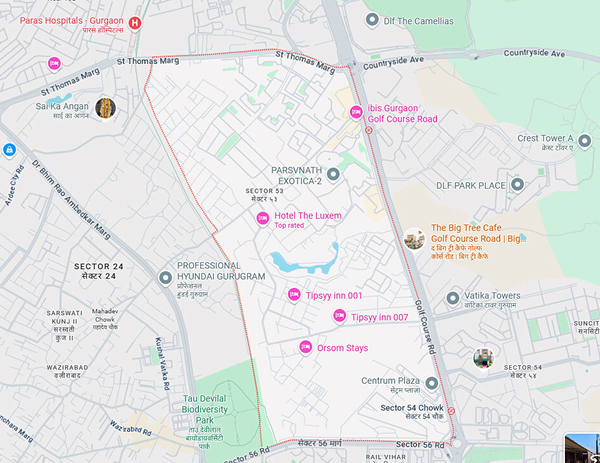 Paras Hospitals - Gurgaon
पारस हॉस्पिटल्स
Dlf The Camellias
St Thomas Marg
St Thomas Marg
Countryside Ave
Countryside Ave
Sai Ka Angan
साई का आंगन
ibis Gurgaon
Golf Course Road
Crest Tower A
क्रेस्ट टॉवर ए
Ardee City Rd
Dr Bhim Rao Ambedkar Marg
PARSVNATH
EXOTICA-2
SECTOR 53
सेक्टर ५३
DLF PARK PLACE
Hotel The Luxem
Top rated
The Big Tree Cafe
Golf Course Road | Big...
द बिग ट्री कैफे गोल्फ
कोर्स रोड | बिग ट्री कैफे
SECTOR 24
सेक्टर 24
PROFESSIONAL
HYUNDAI GURUGRAM
प्रोफेशनल
हुंडई गुरुग्राम
Tipsyy inn 001
Vatika Towers
वाटिका टावर गुरुग्राम
Golf Course Rd
SARSWATI
KUNJ II
सरस्वती
कुंज II
Mahadev
Chowk
महादेव चौक
Tipsyy inn 007
SUNCIT
सनसिटी
Kushal Vatika Rd
Orsom Stays
WAZIRABAD
वज़ीराबाद
SECTOR 54
सेक्टर ५४
Centrum Plaza
सेंट्रम प्लाज़ा
Tau Devilal
Biodiversity
Park
ताउ देवीलाल
बायोडायवर्सिटी
पार्क
Sector 54 Chowk
सेक्टर 54 चौक
Wazirabad Rd
nchara Marg
Sector 56 Rd
सेक्टर 56 मार्ग
Sector 56 Rd
RAIL VIHAR